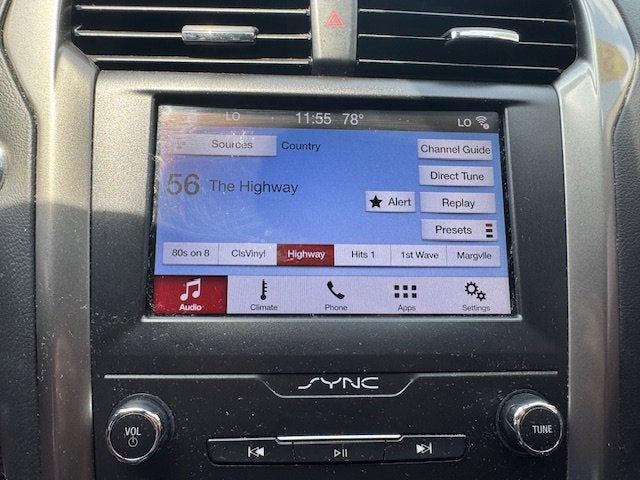 LO 11:55 78° LO
Sources Country Channel Guide
Direct Tune
56 The Highway
Alert Replay
Presets
80s on 8 ClsVinyl Highway Hits 1 1st Wave Margvlle
Audio Climate Phone Apps Settings
SYNC
VOL TUNE